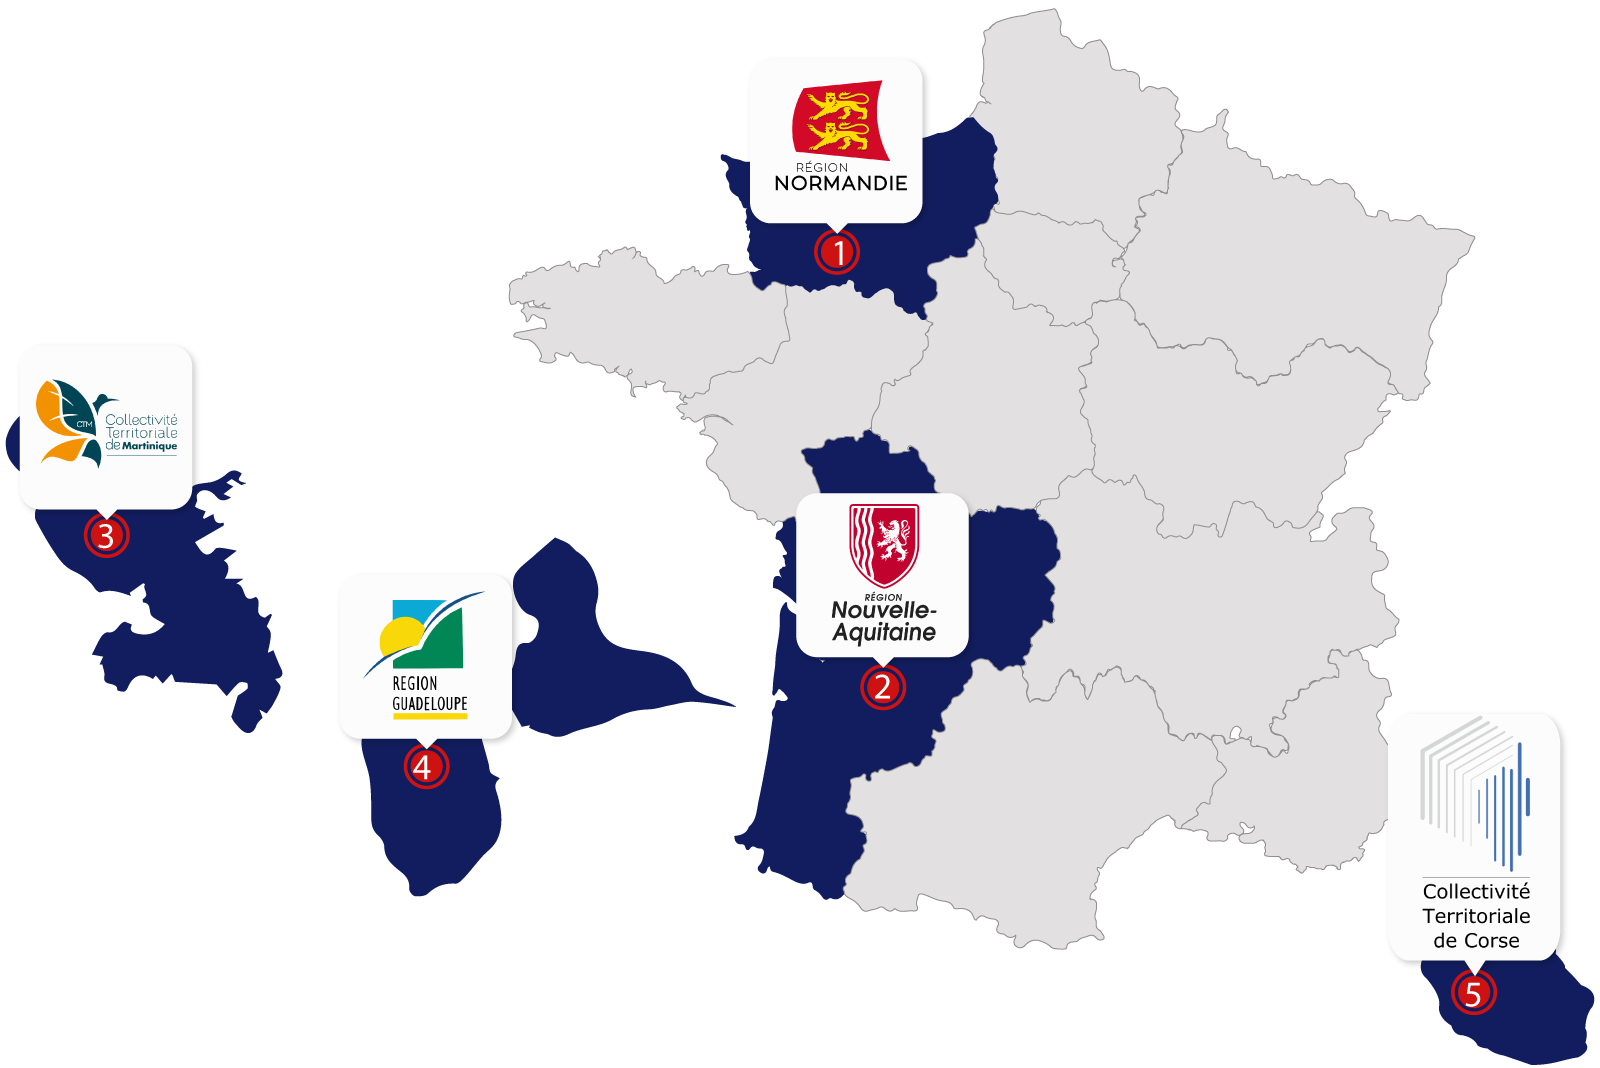 RÉGION
NORMANDIE
1
CTM
Collectivité
Territoriale
de Martinique
3
RÉGION
Nouvelle-
Aquitaine
2
REGION
GUADELOUPE
4
Collectivité
Territoriale
de Corse
5